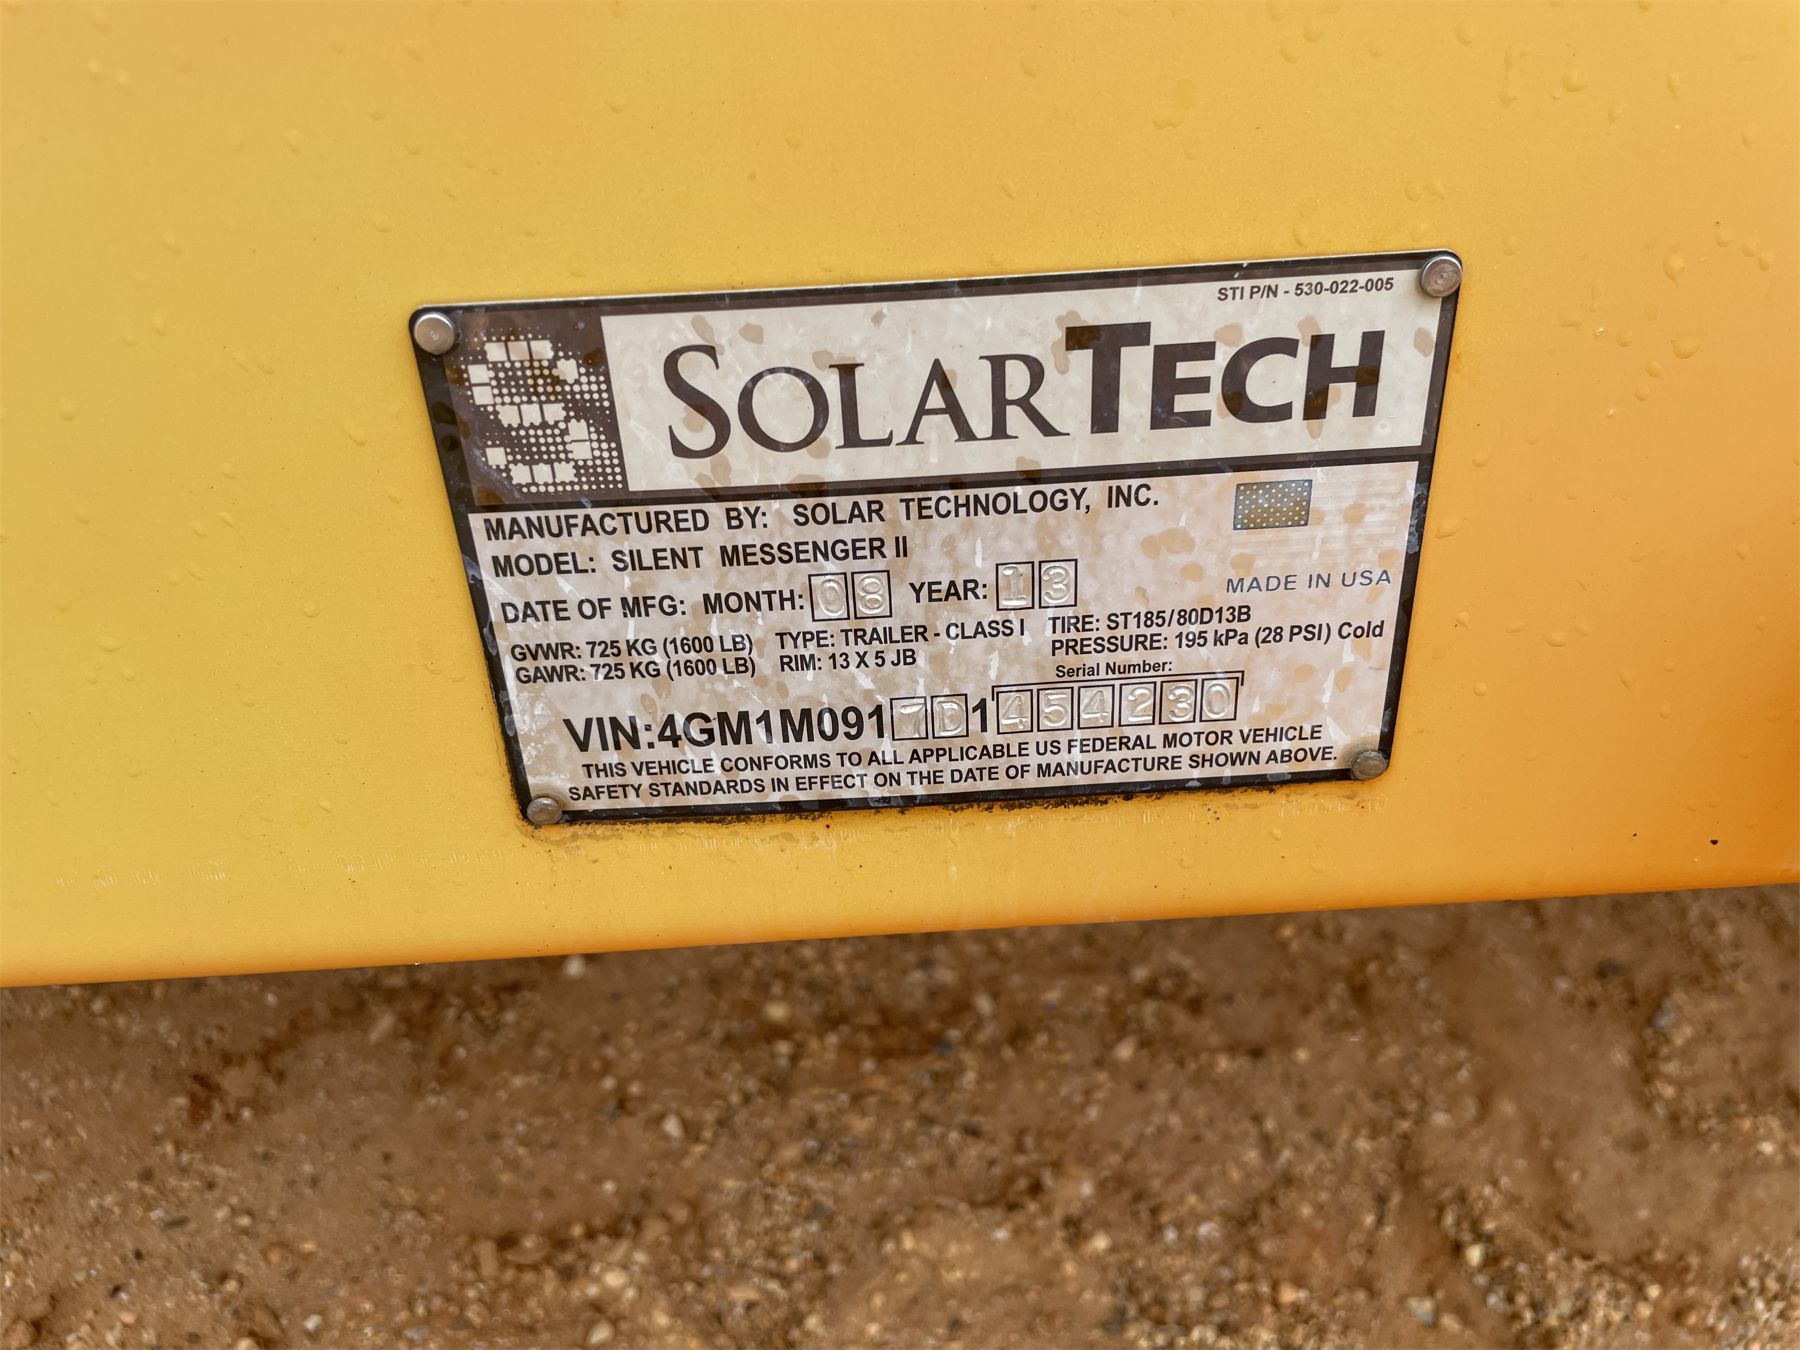 STI P/N - 530-022-005
SOLARTECH
MANUFACTURED BY: SOLAR TECHNOLOGY, INC.
MODEL: SILENT MESSENGER II
DATE OF MFG: MONTH: 08 YEAR: 13
MADE IN USA
GVWR: 725 KG (1600 LB) TYPE: TRAILER - CLASS I TIRE: ST185/80D13B
GAWR: 725 KG (1600 LB) RIM: 13 X 5 JB PRESSURE: 195 kPa (28 PSI) Cold
Serial Number:
VIN:4GM1M0917D1454230
THIS VEHICLE CONFORMS TO ALL APPLICABLE US FEDERAL MOTOR VEHICLE
SAFETY STANDARDS IN EFFECT ON THE DATE OF MANUFACTURE SHOWN ABOVE.